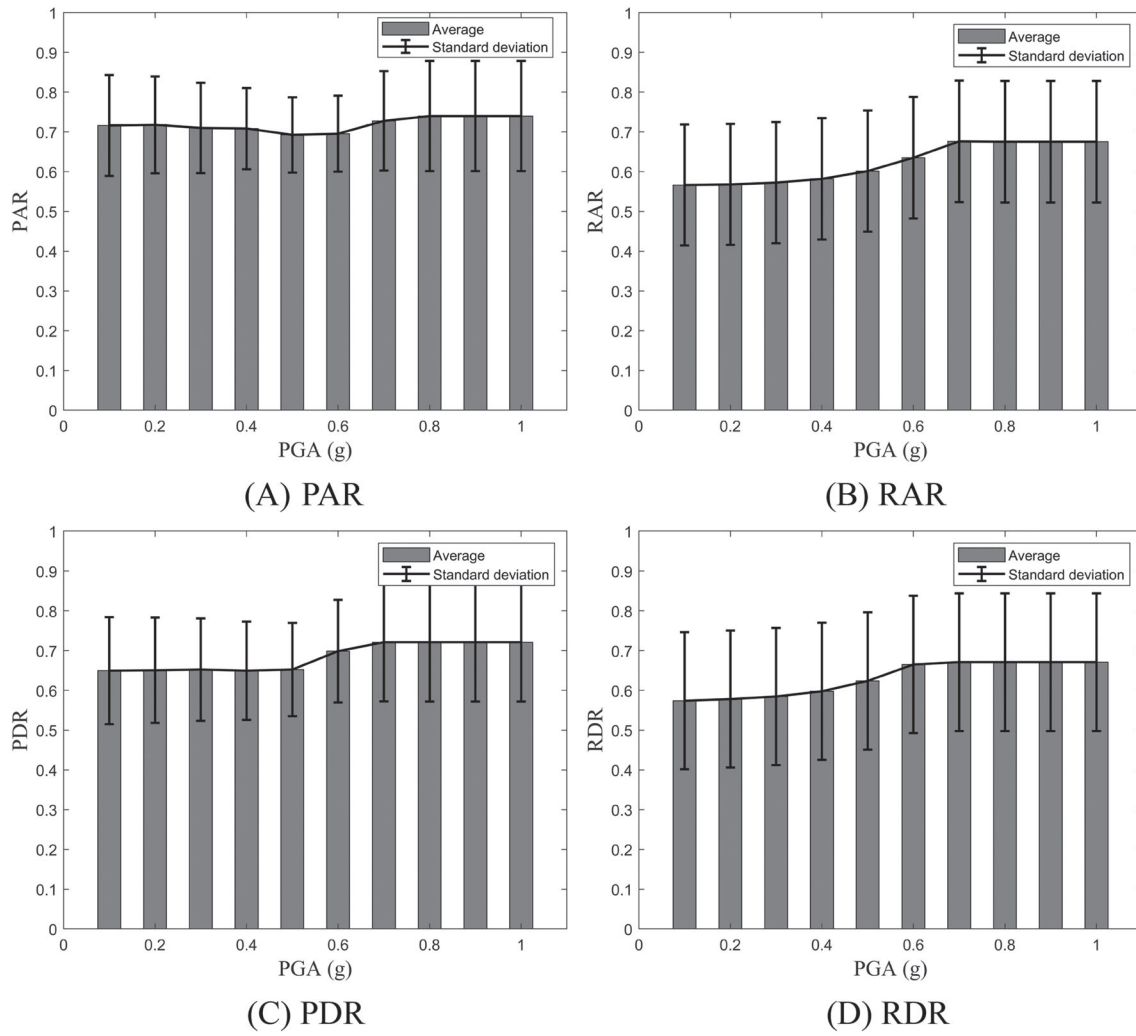 1
0.9
0.8
0.7
0.6
0.5
0.4
0.3
0.2
0.1
0
PAR
Average
Standard deviation
0 0.2 0.4 0.6 0.8 1
PGA (g)
(A) PAR
1
0.9
0.8
0.7
0.6
0.5
0.4
0.3
0.2
0.1
0
RAR
Average
Standard deviation
0 0.2 0.4 0.6 0.8 1
PGA (g)
(B) RAR
1
0.9
0.8
0.7
0.6
0.5
0.4
0.3
0.2
0.1
0
PDR
Average
Standard deviation
0 0.2 0.4 0.6 0.8 1
PGA (g)
(C) PDR
1
0.9
0.8
0.7
0.6
0.5
0.4
0.3
0.2
0.1
0
RDR
Average
Standard deviation
0 0.2 0.4 0.6 0.8 1
PGA (g)
(D) RDR